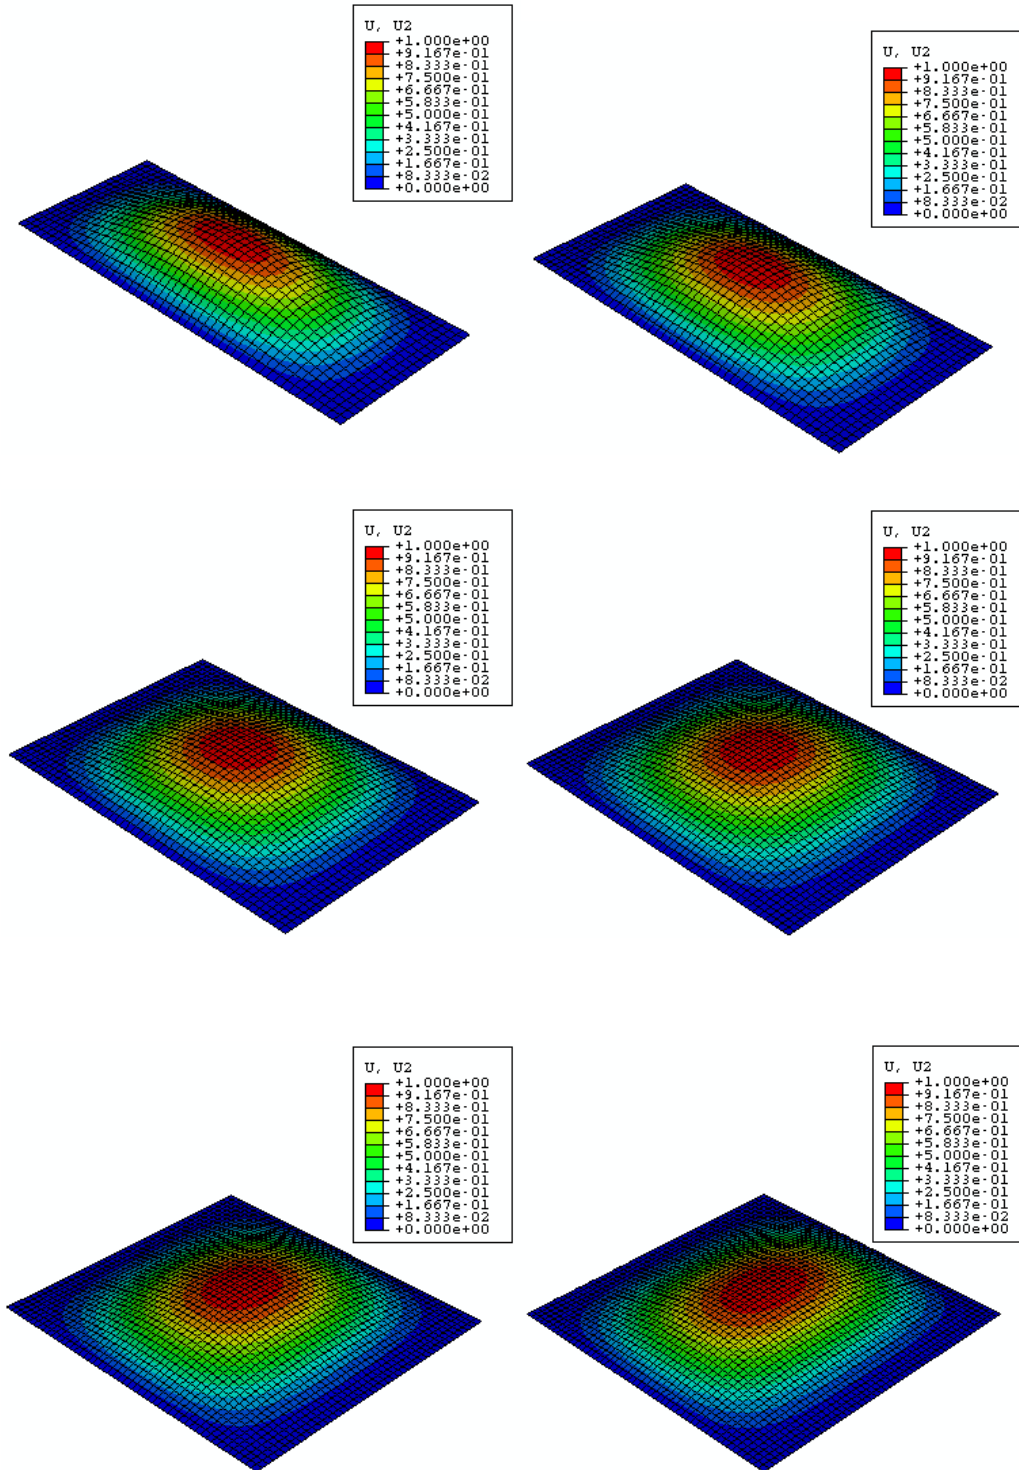 U, U2
+1.000e+00
+9.167e-01
+8.333e-01
+7.500e-01
+6.667e-01
+5.833e-01
+5.000e-01
+4.167e-01
+3.333e-01
+2.500e-01
+1.667e-01
+8.333e-02
+0.000e+00
U, U2
+1.000e+00
+9.167e-01
+8.333e-01
+7.500e-01
+6.667e-01
+5.833e-01
+5.000e-01
+4.167e-01
+3.333e-01
+2.500e-01
+1.667e-01
+8.333e-02
+0.000e+00
U, U2
+1.000e+00
+9.167e-01
+8.333e-01
+7.500e-01
+6.667e-01
+5.833e-01
+5.000e-01
+4.167e-01
+3.333e-01
+2.500e-01
+1.667e-01
+8.333e-02
+0.000e+00
U, U2
+1.000e+00
+9.167e-01
+8.333e-01
+7.500e-01
+6.667e-01
+5.833e-01
+5.000e-01
+4.167e-01
+3.333e-01
+2.500e-01
+1.667e-01
+8.333e-02
+0.000e+00
U, U2
+1.000e+00
+9.167e-01
+8.333e-01
+7.500e-01
+6.667e-01
+5.833e-01
+5.000e-01
+4.167e-01
+3.333e-01
+2.500e-01
+1.667e-01
+8.333e-02
+0.000e+00
U, U2
+1.000e+00
+9.167e-01
+8.333e-01
+7.500e-01
+6.667e-01
+5.833e-01
+5.000e-01
+4.167e-01
+3.333e-01
+2.500e-01
+1.667e-01
+8.333e-02
+0.000e+00